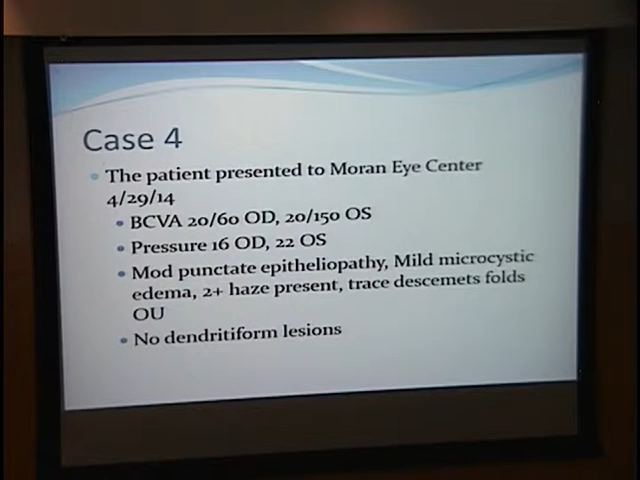 Case 4
The patient presented to Moran Eye Center
4/29/14
BCVA 20/60 OD, 20/150 OS
Pressure 16 OD, 22 OS
Mod punctate epitheliopathy, Mild microcystic
edema, 2+ haze present, trace descemets folds
OU
No dendritiform lesions